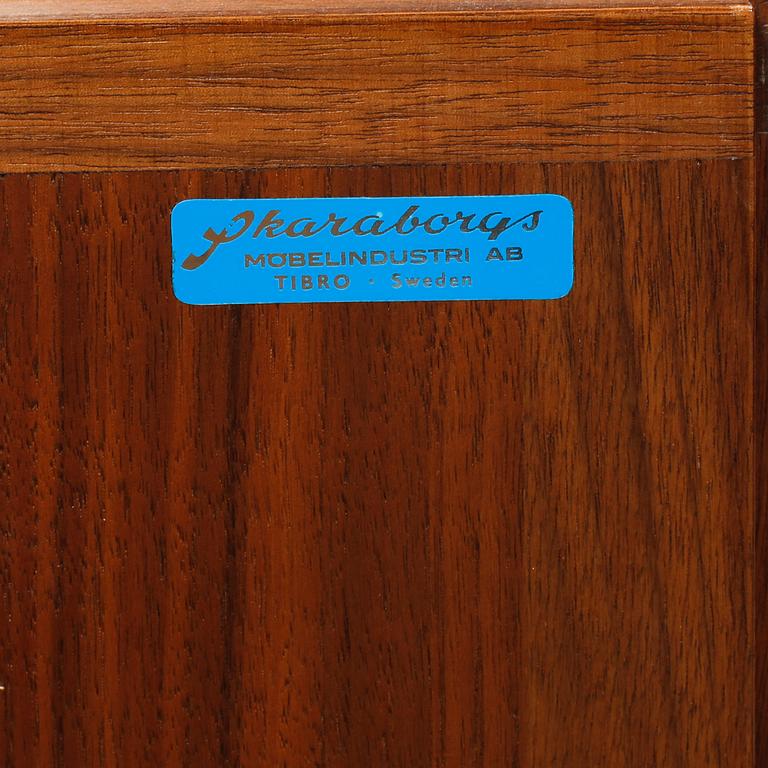 Skaraborgs
MÖBELINDUSTRI AB
TIBRO · Sweden